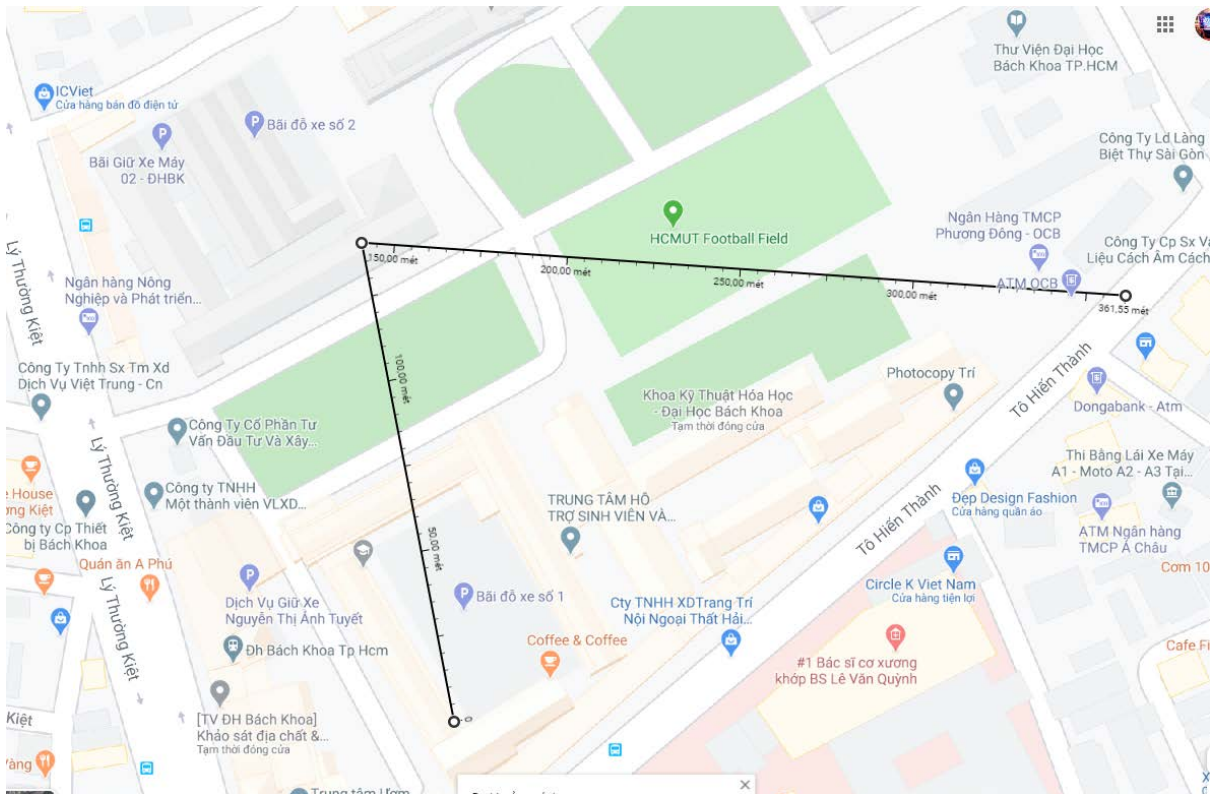 Thư Viện Đại Học
Bách Khoa TP.HCM
ICViet
Cửa hàng bán đồ điện tử
Bãi đỗ xe số 2
Bãi Giữ Xe Máy
02 - ĐHBK
Công Ty Ld Làng
Biệt Thự Sài Gòn
Ngân Hàng TMCP
Phương Đông - OCB
HCMUT Football Field
Công Ty Cp Sx Và
Liệu Cách Âm Cách
Lý Thường Kiệt
150,00 mét
200,00 mét
250,00 mét
300,00 mét
ATM OCB
361,55 mét
Ngân hàng Nông
Nghiệp và Phát triển...
Công Ty Tnhh Sx Tm Xd
Dịch Vụ Việt Trung - Cn
100,00 mét
Photocopy Trí
Tô Hiến Thành
Khoa Kỹ Thuật Hóa Học
- Đại Học Bách Khoa
Tạm thời đóng cửa
Dongabank - Atm
Công Ty Cổ Phần Tư
Vấn Đầu Tư Và Xây...
Lý Thường Kiệt
Thi Bằng Lái Xe Máy
A1 - Moto A2 - A3 Tại...
e House
ng Kiệt
Công ty TNHH
Một thành viên VLXD...
TRUNG TÂM HỖ
TRỢ SINH VIÊN VÀ...
Tô Hiến Thành
Đẹp Design Fashion
Cửa hàng quần áo
Công ty Cp Thiết
bị Bách Khoa
50,00 mét
ATM Ngân hàng
TMCP Á Châu
Quán ăn A Phú
Lý Thường Kiệt
Dịch Vụ Giữ Xe
Nguyễn Thị Ánh Tuyết
Bãi đỗ xe số 1
Cty TNHH XDTrang Trí
Nội Ngoại Thất Hải...
Circle K Viet Nam
Cửa hàng tiện lợi
Cơm 10
Đh Bách Khoa Tp Hcm
Coffee & Coffee
#1 Bác sĩ cơ xương
khớp BS Lê Văn Quỳnh
Cafe F
Kiệt
0
[TV ĐH Bách Khoa]
Khảo sát địa chất &...
Tạm thời đóng cửa
Vàng
Trung tâm Ươm